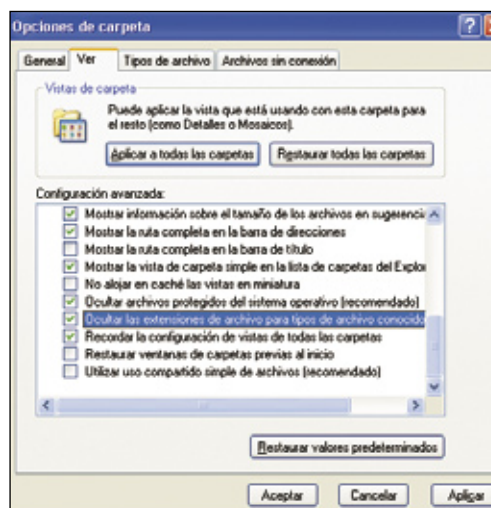 Opciones de carpeta
General Ver Tipos de archivo Archivos sin conexión
Vistas de carpeta
Puede aplicar la vista que está usando con esta carpeta para
el resto (como Detalles o Mosaicos).
Aplicar a todas las carpetas Restaurar todas las carpetas
Configuración avanzada:
Mostrar información sobre el tamaño de los archivos en sugerenci
Mostrar la ruta completa en la barra de direcciones
Mostrar la ruta completa en la barra de título
Mostrar la vista de carpeta simple en la lista de carpetas del Explor
No alojar en caché las vistas en miniatura
Ocultar archivos protegidos del sistema operativo (recomendado)
Ocultar las extensiones de archivo para tipos de archivo conocido
Recordar la configuración de vistas de todas las carpetas
Restaurar ventanas de carpetas previas al inicio
Utilizar uso compartido simple de archivos (recomendado)
Restaurar valores predeterminados
Aceptar Cancelar Aplicar